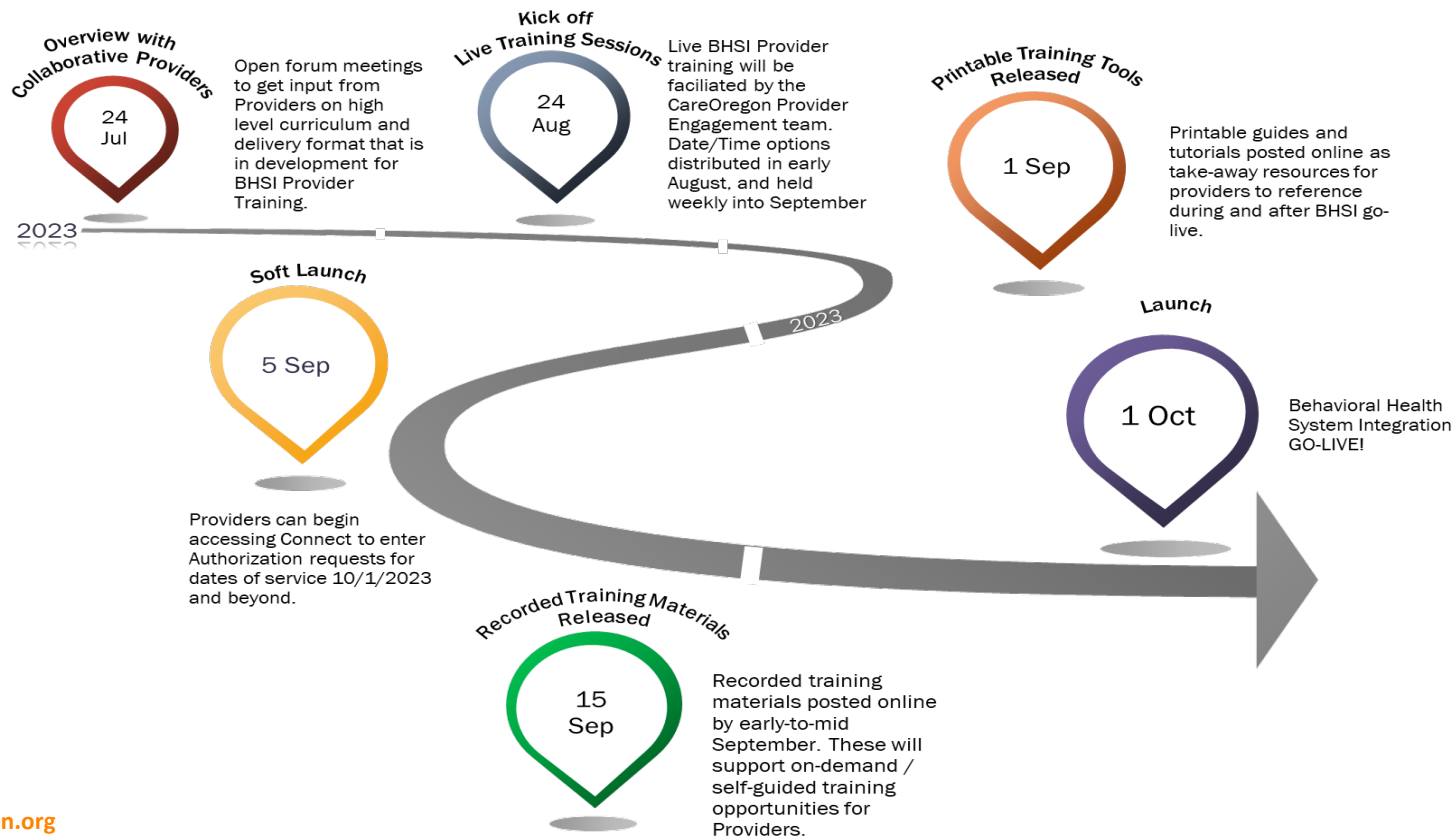 Overview with
Collaborative Providers
24
Jul
Open forum meetings
to get input from
Providers on high
level curriculum and
delivery format that is
in development for
BHSI Provider
Training.
Kick off
Live Training Sessions
24
Aug
Live BHSI Provider
training will be
faciliated by the
CareOregon Provider
Engagement team.
Date/Time options
distributed in early
August, and held
weekly into September
Printable Training Tools
Released
1 Sep
Printable guides and
tutorials posted online as
take-away resources for
providers to reference
during and after BHSI go-
live.
2023
2023
Soft Launch
5 Sep
Providers can begin
accessing Connect to enter
Authorization requests for
dates of service 10/1/2023
and beyond.
Recorded Training Materials
Released
15
Sep
Recorded training
materials posted online
by early-to-mid
September. These will
support on-demand /
self-guided training
opportunities for
Providers.
Launch
1 Oct
Behavioral Health
System Integration
GO-LIVE!
n.org